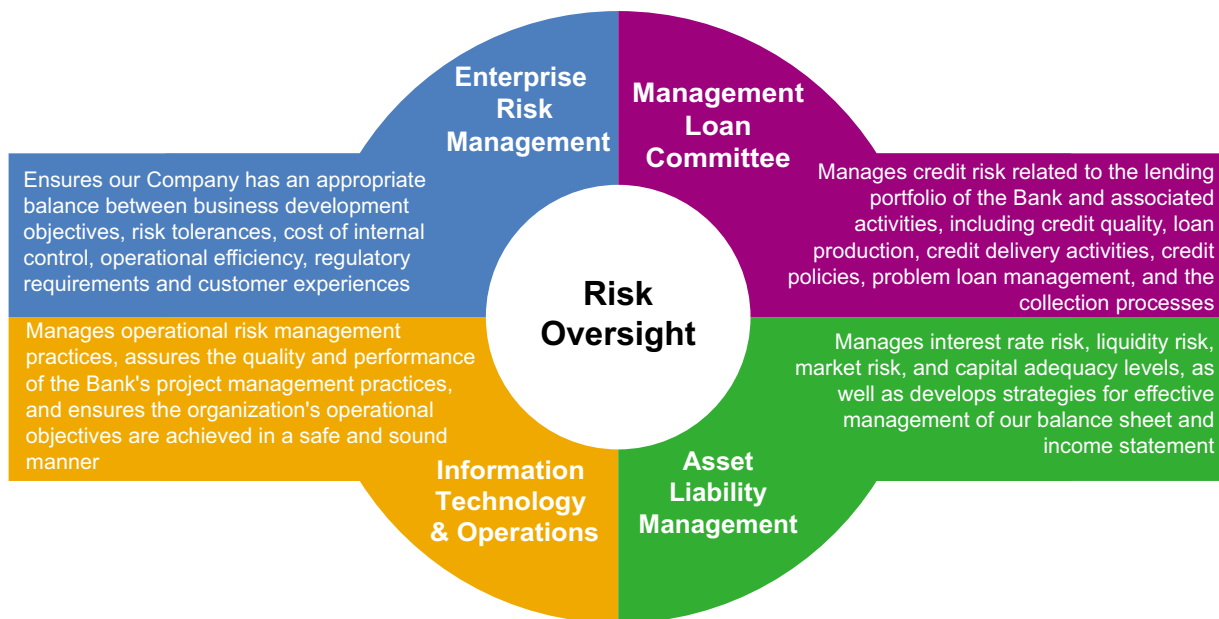 Enterprise
Risk
Management
Ensures our Company has an appropriate
balance between business development
objectives, risk tolerances, cost of internal
control, operational efficiency, regulatory
requirements and customer experiences
Management
Loan
Committee
Manages credit risk related to the lending
portfolio of the Bank and associated
activities, including credit quality, loan
production, credit delivery activities, credit
policies, problem loan management, and the
collection processes
Risk
Oversight
Manages operational risk management
practices, assures the quality and performance
of the Bank's project management practices,
and ensures the organization's operational
objectives are achieved in a safe and sound
manner
Information
Technology
& Operations
Manages interest rate risk, liquidity risk,
market risk, and capital adequacy levels, as
well as develops strategies for effective
management of our balance sheet and
income statement
Asset
Liability
Management